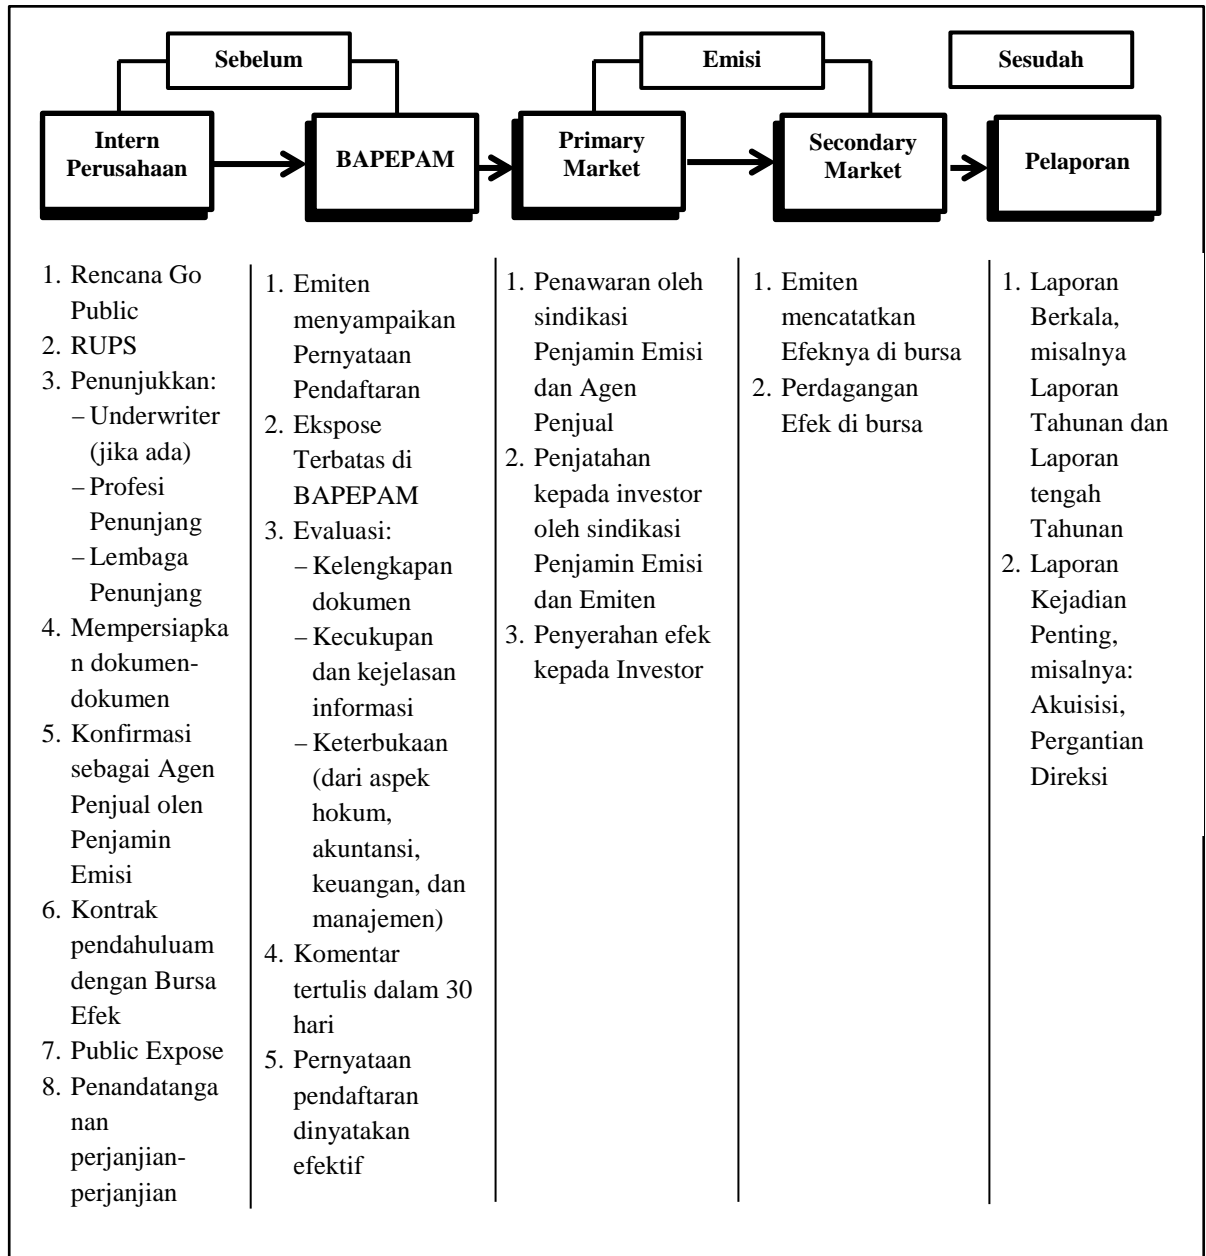 Sebelum
Emisi
Sesudah
Intern
Perusahaan
BAPEPAM
Primary
Market
Secondary
Market
Pelaporan
1. Rencana Go
Public
2. RUPS
3. Penunjukkan:
– Underwriter
(jika ada)
– Profesi
Penunjang
– Lembaga
Penunjang
4. Mempersiapka
n dokumen-
dokumen
5. Konfirmasi
sebagai Agen
Penjual olen
Penjamin
Emisi
6. Kontrak
pendahuluam
dengan Bursa
Efek
7. Public Expose
8. Penandatanga
nan
perjanjian-
perjanjian
1. Emiten
menyampaikan
Pernyataan
Pendaftaran
2. Ekspose
Terbatas di
BAPEPAM
3. Evaluasi:
– Kelengkapan
dokumen
– Kecukupan
dan kejelasan
informasi
– Keterbukaan
(dari aspek
hokum,
akuntansi,
keuangan, dan
manajemen)
4. Komentar
tertulis dalam 30
hari
5. Pernyataan
pendaftaran
dinyatakan
efektif
1. Penawaran oleh
sindikasi
Penjamin Emisi
dan Agen
Penjual
2. Penjatahan
kepada investor
oleh sindikasi
Penjamin Emisi
dan Emiten
3. Penyerahan efek
kepada Investor
1. Emiten
mencatatkan
Efeknya di bursa
2. Perdagangan
Efek di bursa
1. Laporan
Berkala,
misalnya
Laporan
Tahunan dan
Laporan
tengah
Tahunan
2. Laporan
Kejadian
Penting,
misalnya:
Akuisisi,
Pergantian
Direksi